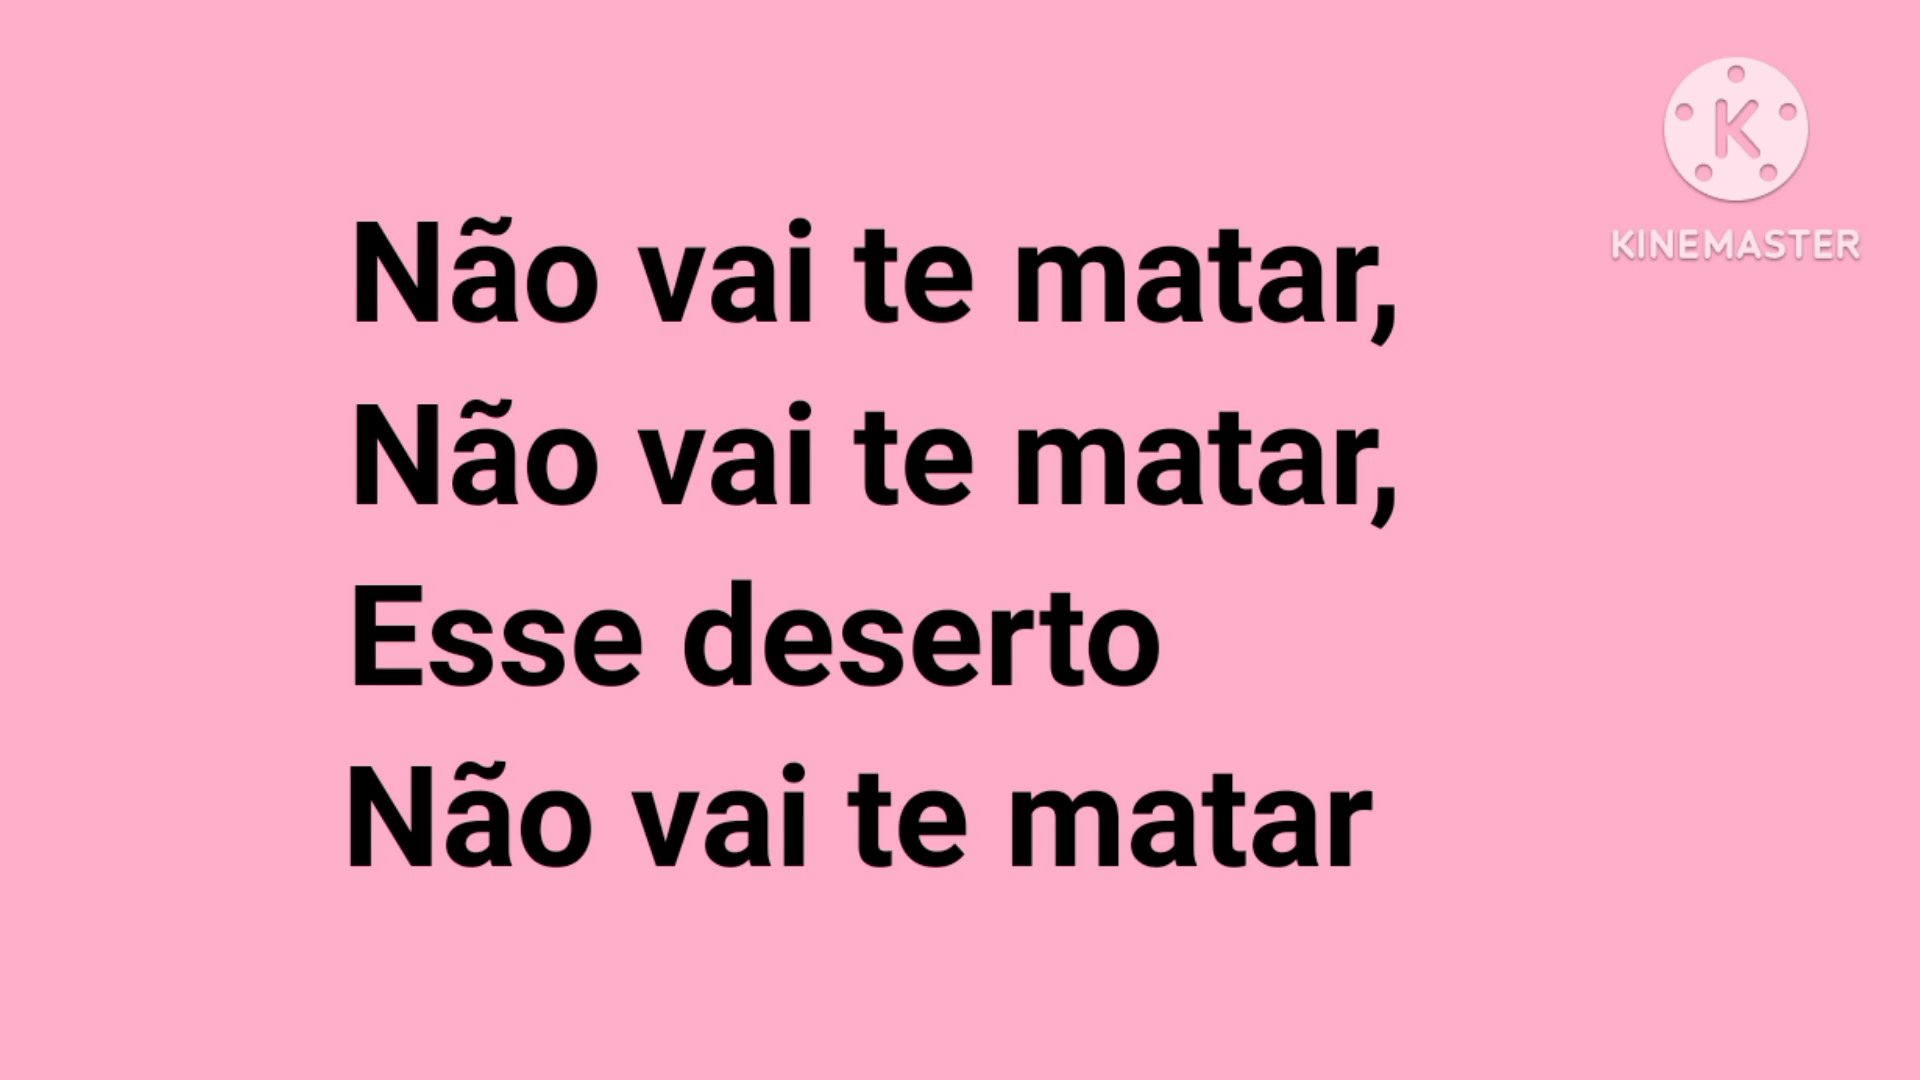 KINEMASTER
Não vai te matar,
Não vai te matar,
Esse deserto
Não vai te matar